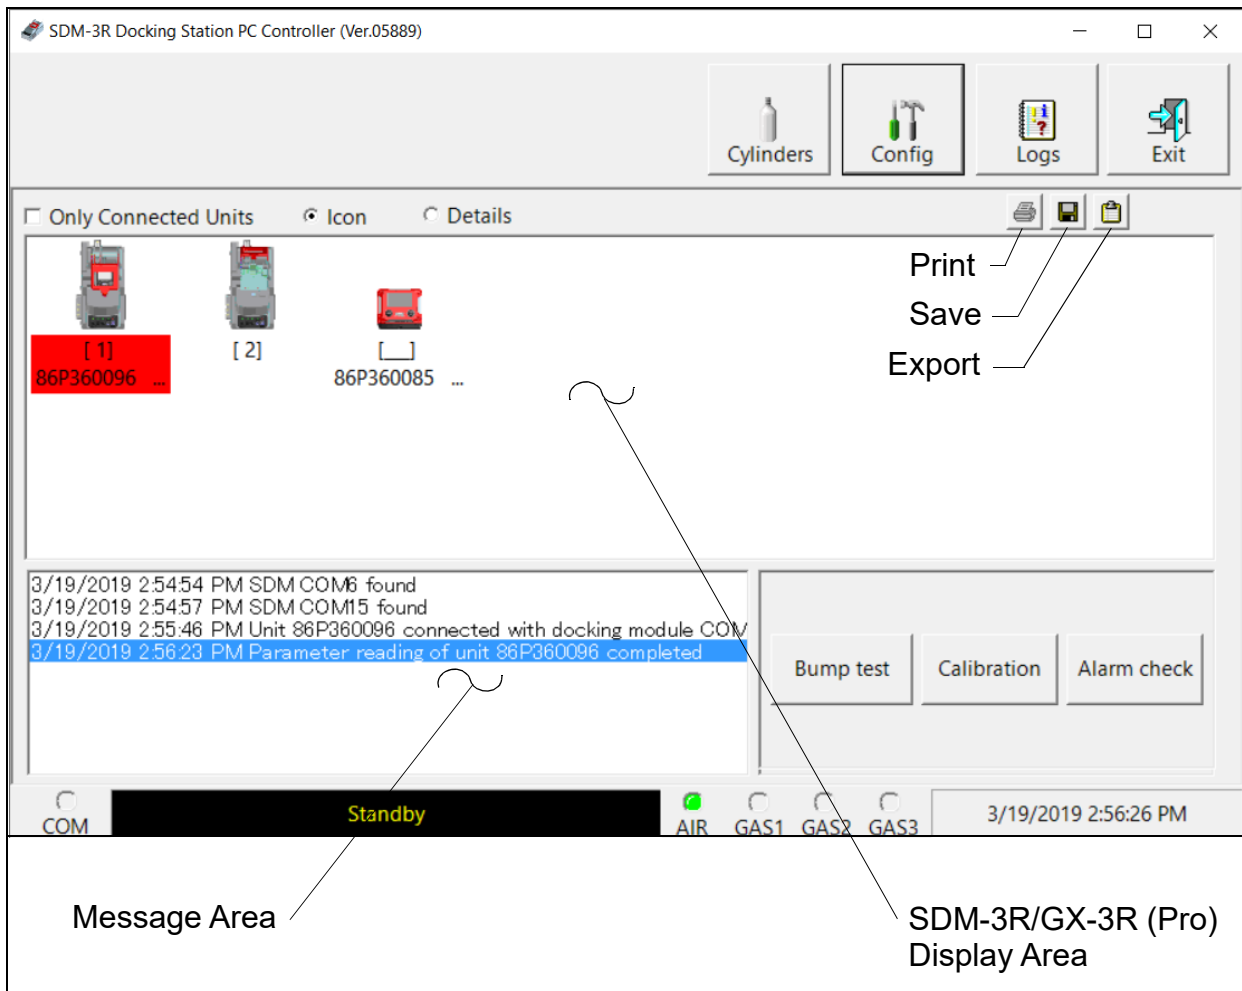 SDM-3R Docking Station PC Controller (Ver.05889)
Cylinders
Config
Logs
Exit
Only Connected Units
Icon
Details
Print
Save
Export
[ 1]
86P360096 ...
[ 2]
[__]
86P360085 ...
3/19/2019 2:54:54 PM SDM COM6 found
3/19/2019 2:54:57 PM SDM COM15 found
3/19/2019 2:55:46 PM Unit 86P360096 connected with docking module COM
3/19/2019 2:56:23 PM Parameter reading of unit 86P360096 completed
Bump test
Calibration
Alarm check
COM
Standby
AIR
GAS1
GAS2
GAS3
3/19/2019 2:56:26 PM
Message Area
SDM-3R/GX-3R (Pro)
Display Area